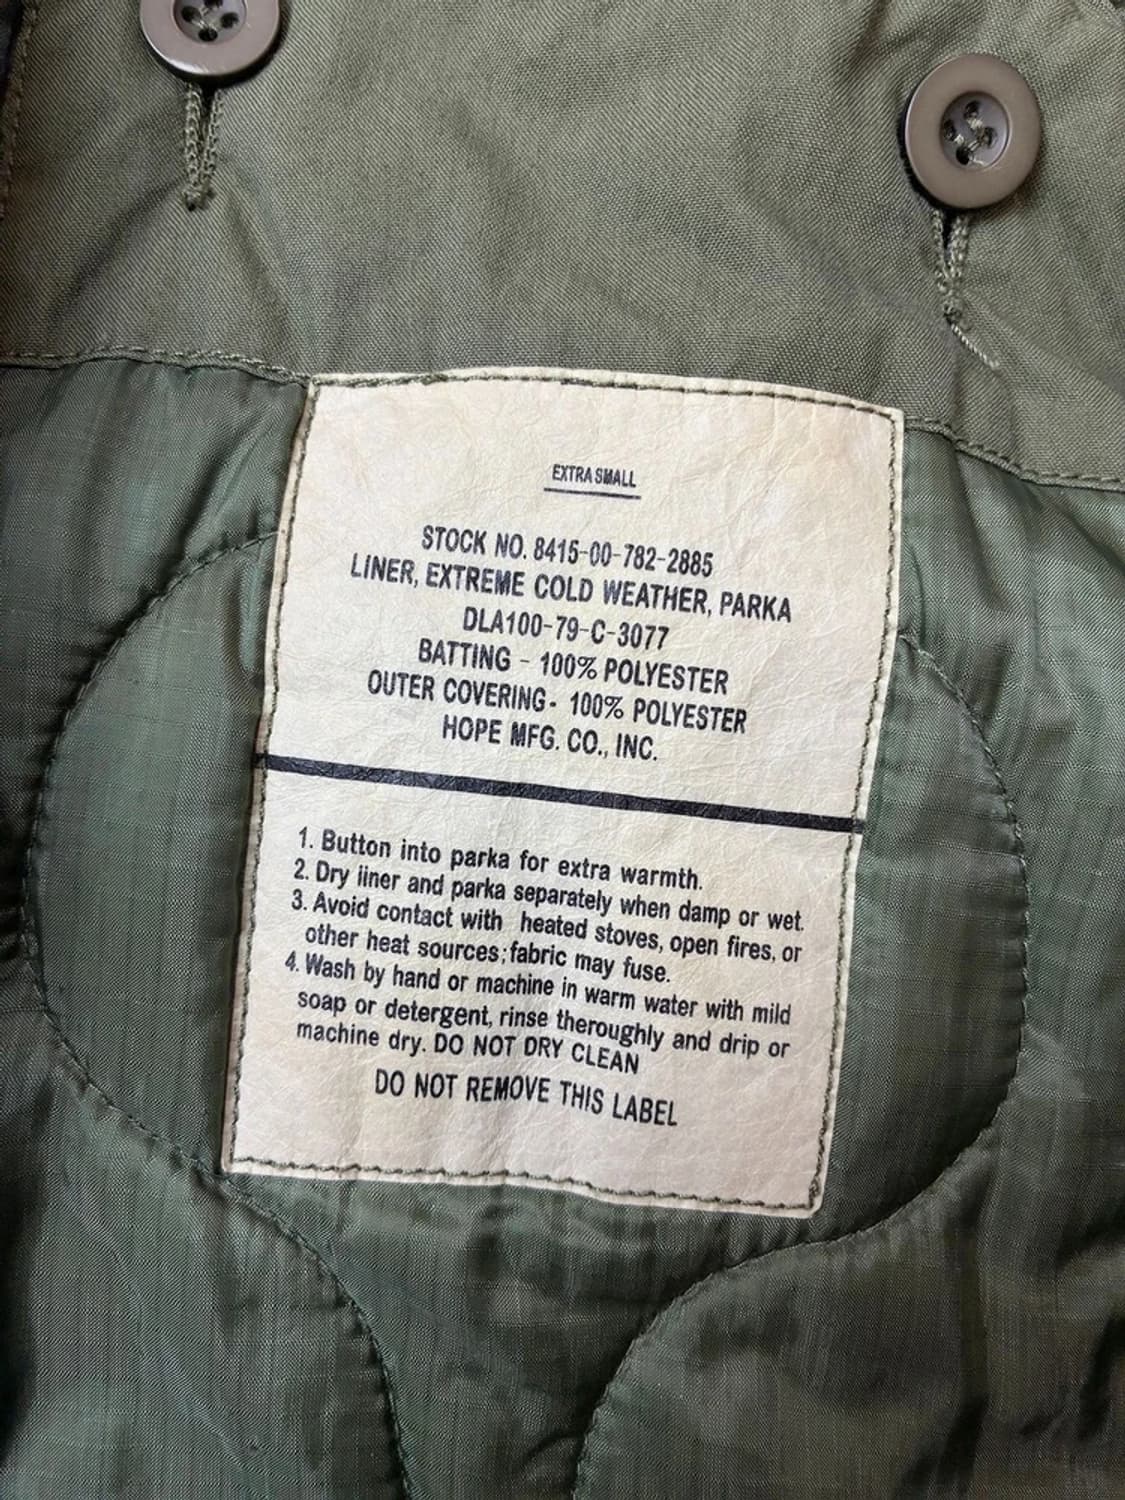 EXTRA SMALL
STOCK NO. 8415-00-782-2885
LINER, EXTREME COLD WEATHER, PARKA
DLA100-79-C-3077
BATTING - 100% POLYESTER
OUTER COVERING- 100% POLYESTER
HOPE MFG. CO., INC.
1. Button into parka for extra warmth.
2. Dry liner and parka separately when damp or wet.
3. Avoid contact with heated stoves, open fires, or
other heat sources; fabric may fuse.
4. Wash by hand or machine in warm water with mild
soap or detergent, rinse theroughly and drip or
machine dry. DO NOT DRY CLEAN
DO NOT REMOVE THIS LABEL